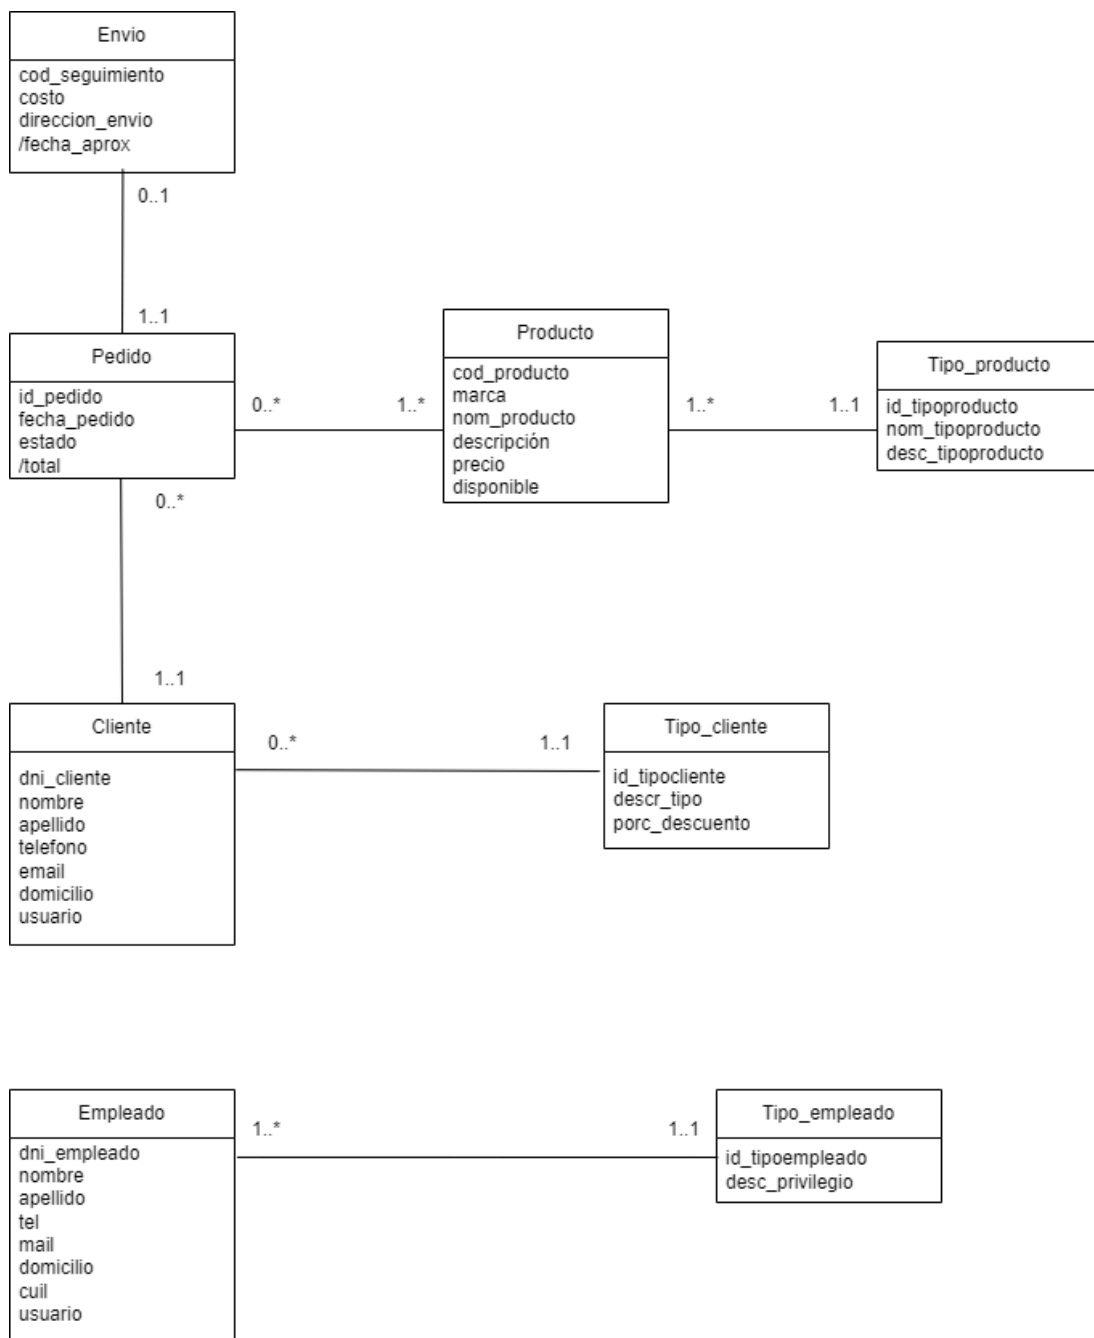 Envio
cod_seguimiento
costo
direccion_envio
/fecha_aprox
0..1
1..1
Pedido
id_pedido
fecha_pedido
estado
/total
0..*
1..*
Producto
cod_producto
marca
nom_producto
descripción
precio
disponible
1..*
1..1
Tipo_producto
id_tipoproducto
nom_tipoproducto
desc_tipoproducto
0..*
1..1
Cliente
dni_cliente
nombre
apellido
telefono
email
domicilio
usuario
0..*
1..1
Tipo_cliente
id_tipocliente
descr_tipo
porc_descuento
Empleado
dni_empleado
nombre
apellido
tel
mail
domicilio
cuil
usuario
1..*
1..1
Tipo_empleado
id_tipoempleado
desc_privilegio